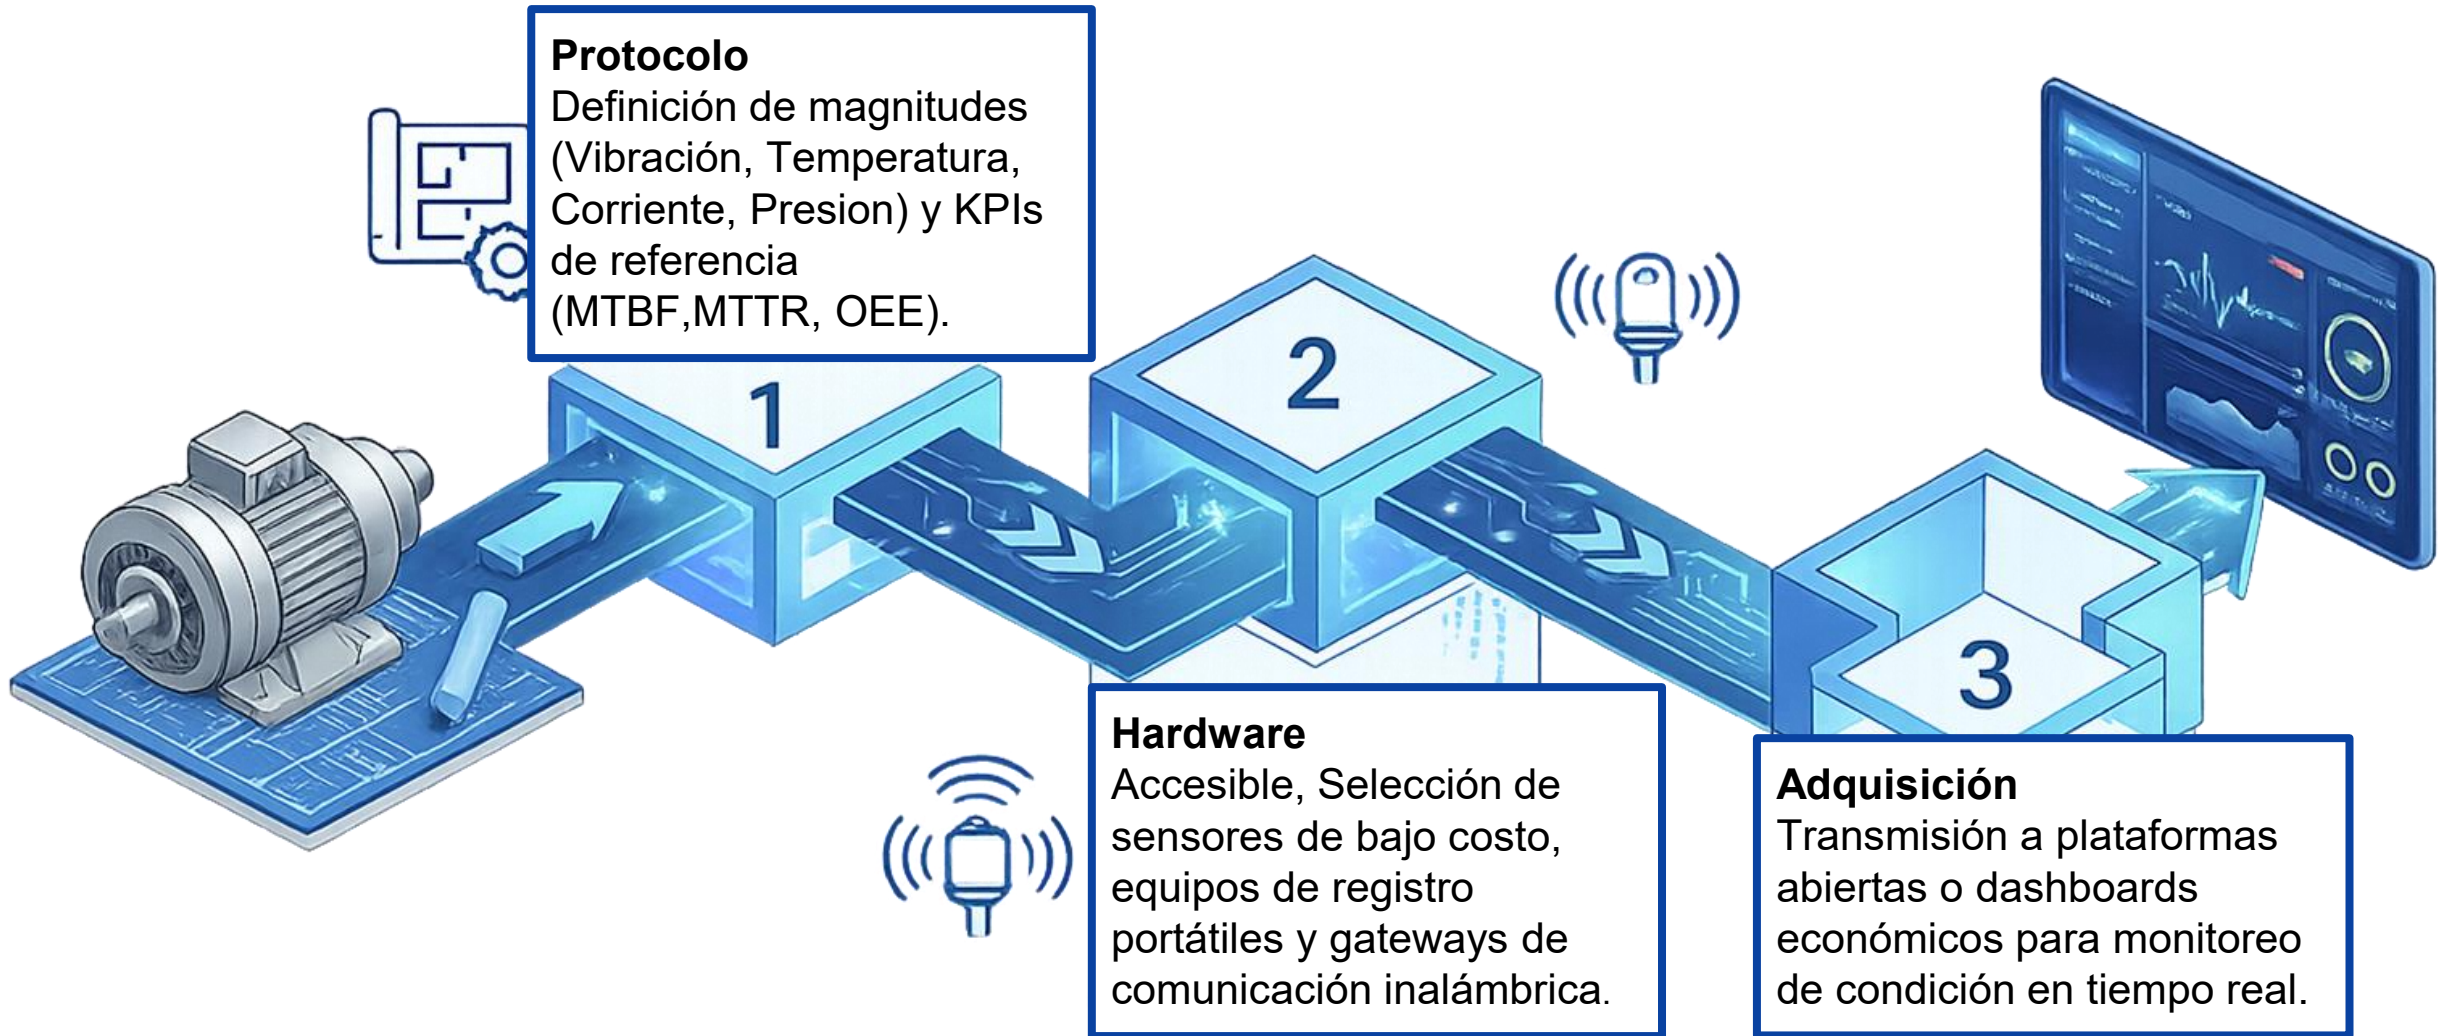 Protocolo
Definición de magnitudes
(Vibración, Temperatura,
Corriente, Presion) y KPIs
de referencia
(MTBF,MTTR, OEE).
1
2
3
Hardware
Accesible, Selección de
sensores de bajo costo,
equipos de registro
portátiles y gateways de
comunicación inalámbrica.
Adquisición
Transmisión a plataformas
abiertas o dashboards
económicos para monitoreo
de condición en tiempo real.